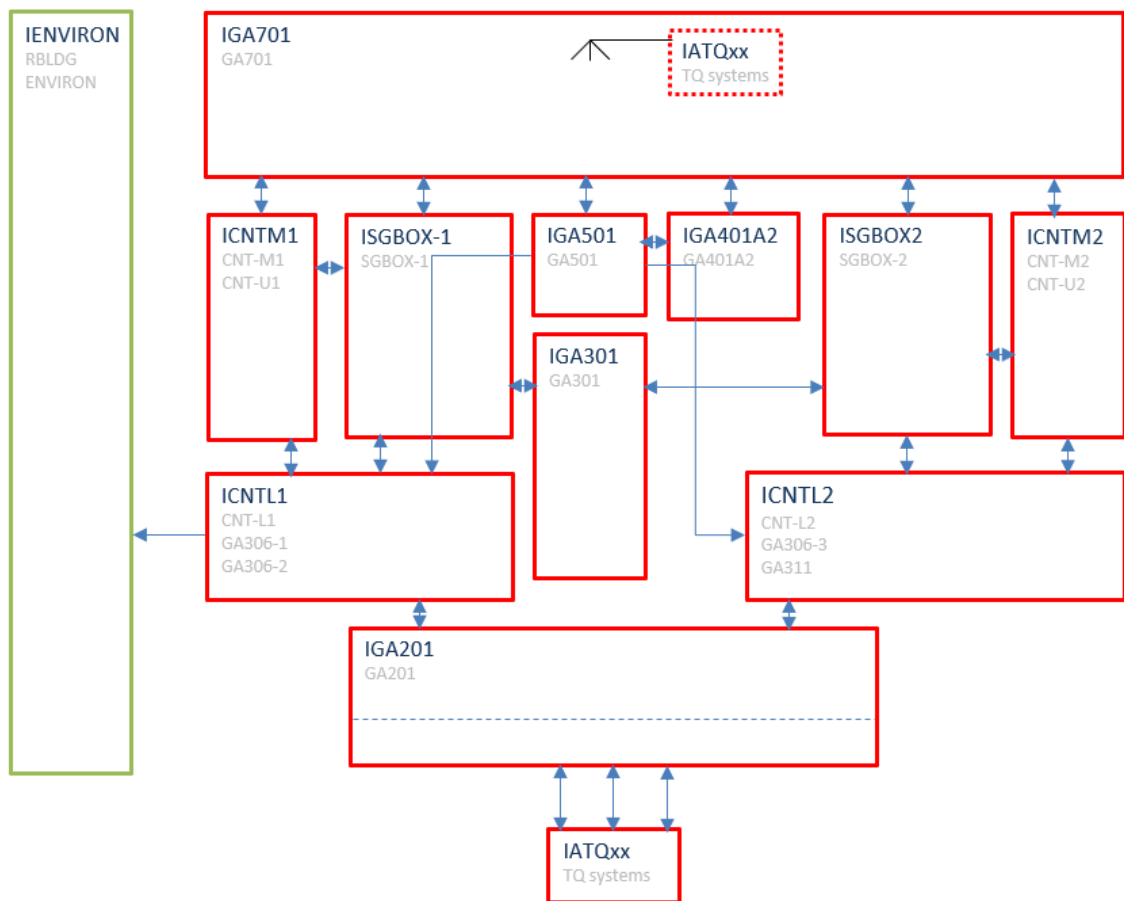 IENVIRON
RBLDG
ENVIRON
IGA701
GA701
IATQxx
TQ systems
ICNTM1
CNT-M1
CNT-U1
ISGBOX-1
SGBOX-1
IGA501
GA501
IGA401A2
GA401A2
ISGBOX2
SGBOX-2
ICNTM2
CNT-M2
CNT-U2
IGA301
GA301
ICNTL1
CNT-L1
GA306-1
GA306-2
ICNTL2
CNT-L2
GA306-3
GA311
IGA201
GA201
IATQxx
TQ systems